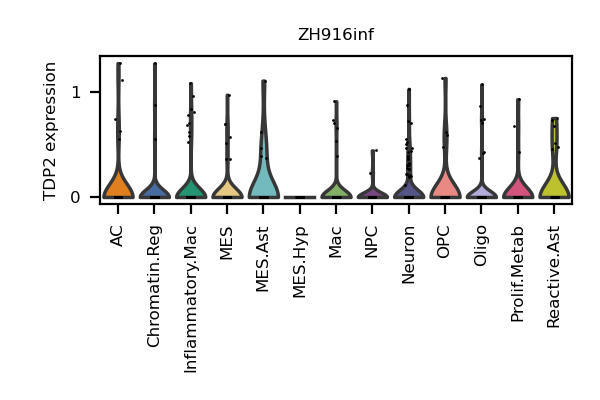 ZH916inf
TDP2 expression
1
0
AC
Chromatin.Reg
Inflammatory.Mac
MES
MES.Ast
MES.Hyp
Mac
NPC
Neuron
OPC
Oligo
Prolif.Metab
Reactive.Ast